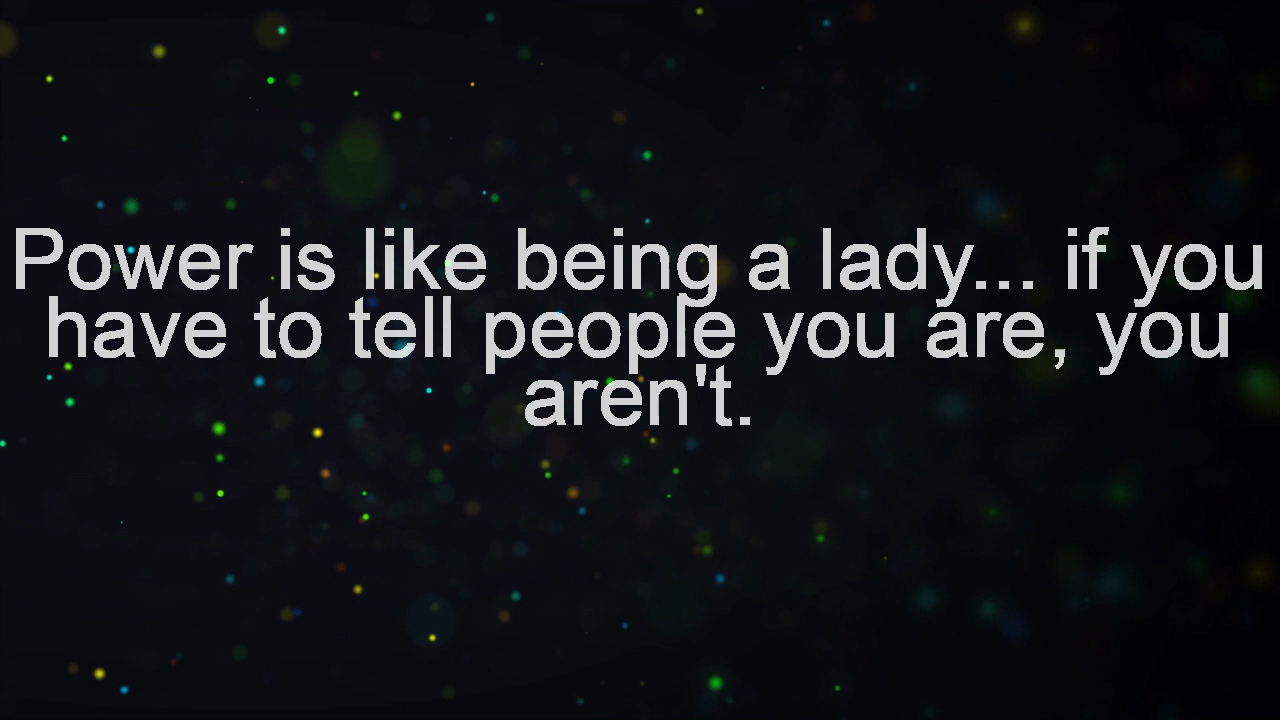 Power is like being a lady... if you
have to tell people you are, you
aren't.